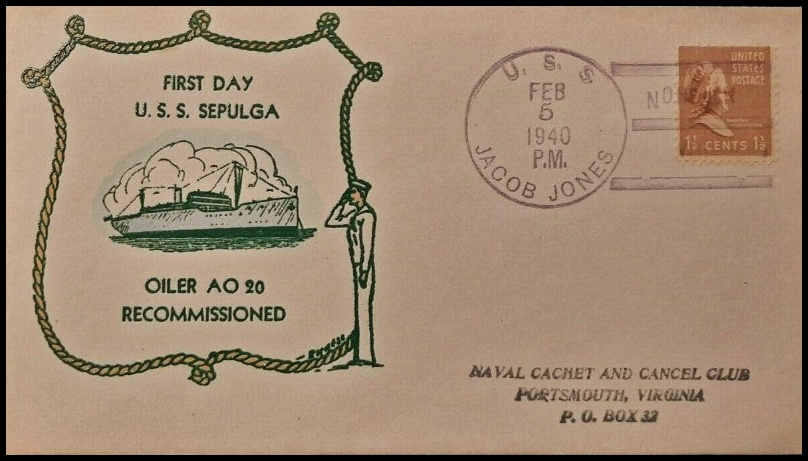 FIRST DAY
U. S. S. SEPULGA
OILER AO 20
RECOMMISSIONED
U. S. S.
FEB
5
1940
P.M.
JACOB JONES
UNITED
STATES
POSTAGE
1½ CENTS 1½
NAVAL CACHET AND CANCEL CLUB
PORTSMOUTH, VIRGINIA
P. O. BOX 32